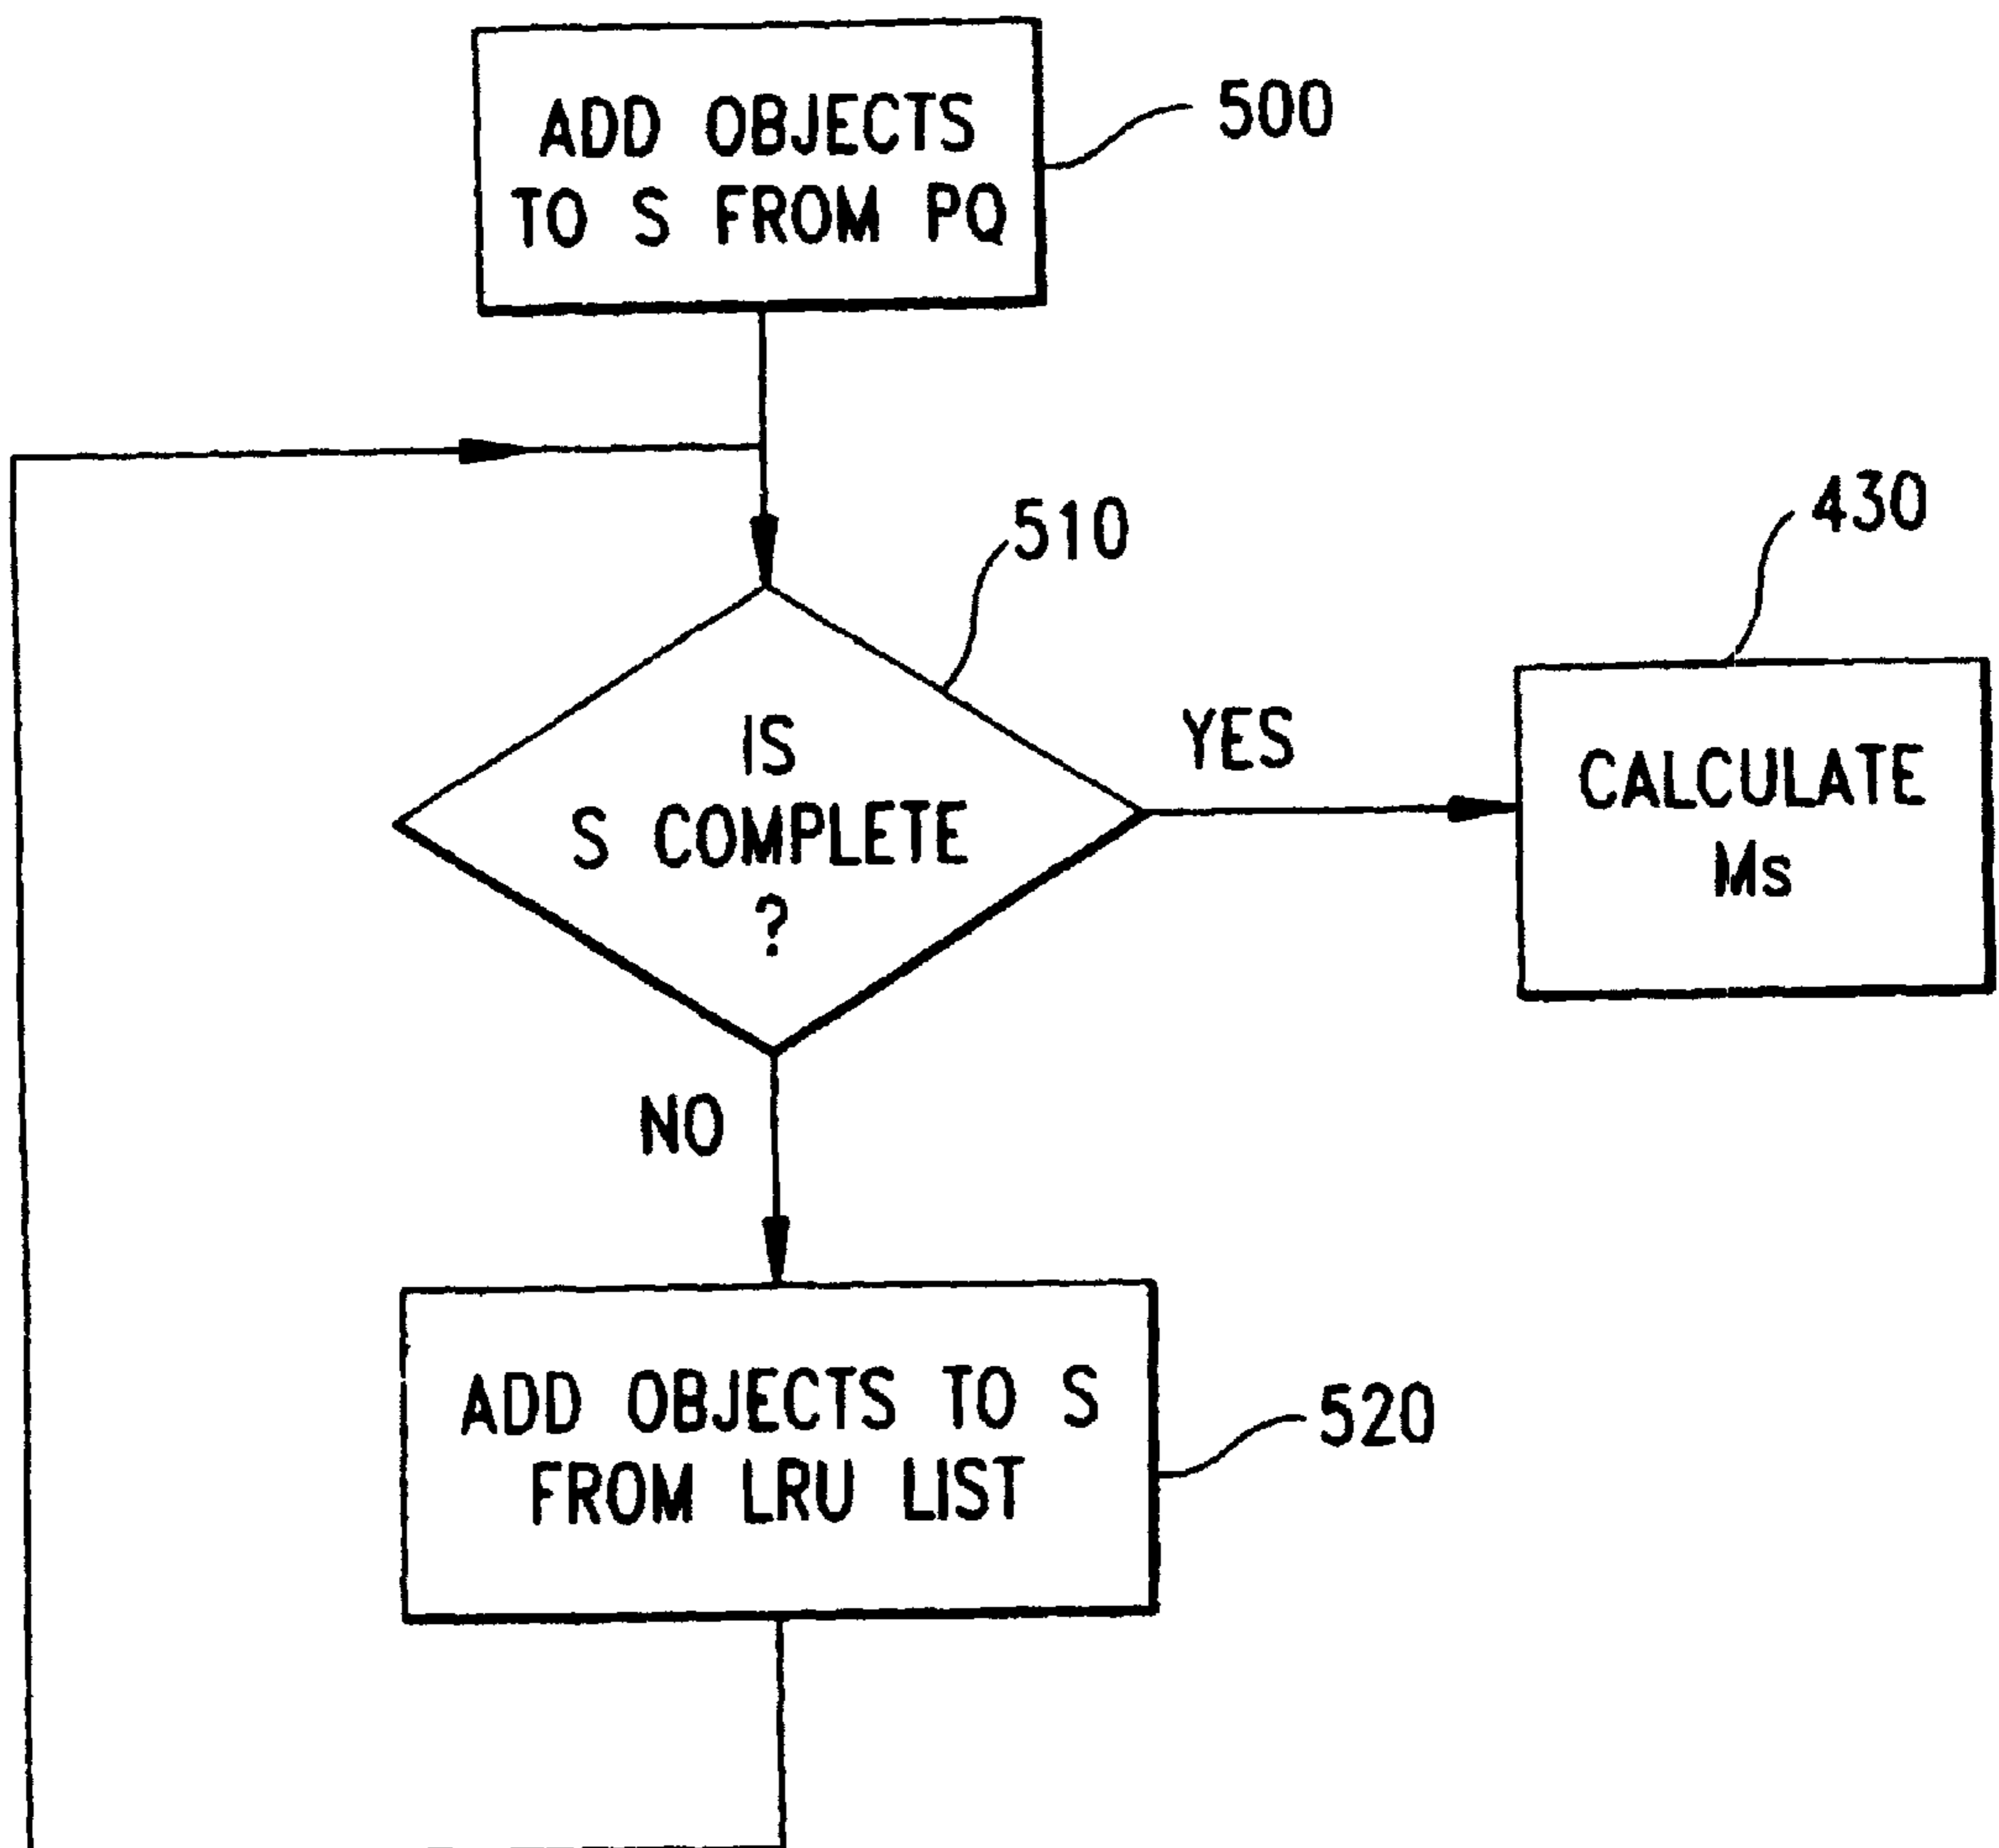 ADD OBJECTS
TO S FROM PQ
500
510
430
IS
S COMPLETE
?
YES
CALCULATE
Ms
NO
ADD OBJECTS TO S
FROM LRU LIST
520